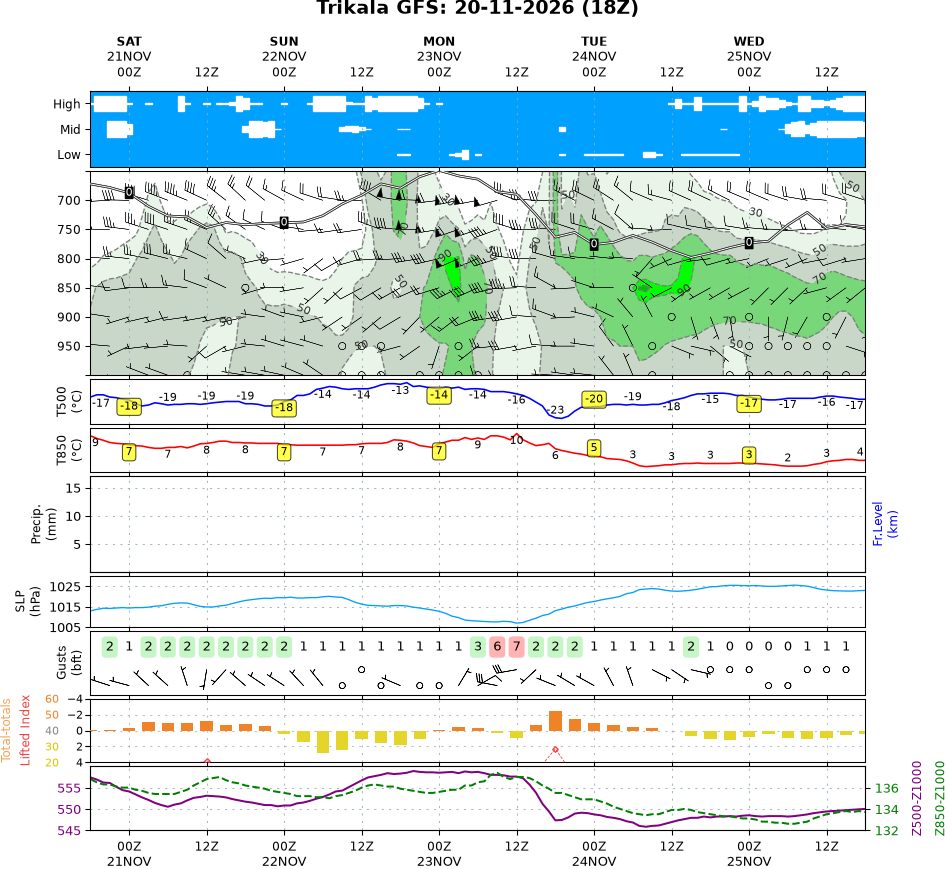 Trikala GFS: 20-11-2026 (18Z)
SAT SUN MON TUE WED
21NOV 22NOV 23NOV 24NOV 25NOV
00Z 12Z 00Z 12Z 00Z 12Z 00Z 12Z 00Z 12Z
High
Mid
Low
50
700 0 30
750 0 0 0 50
800 30 90 70
850 50 50 90
900 50 70
950 50 50
T500
(°C)
-17 -18 -19 -19 -19 -18 -14 -14 -13 -14 -14 -16 -23 -20 -19 -18 -15 -17 -17 -16 -17
T850
(°C)
9 7 7 8 8 7 7 7 8 7 9 10 6 5 3 3 3 3 2 3 4
Precip.
(mm)
15
10
5
Fr.Level
(km)
SLP
(hPa)
1025
1015
1005
Gusts
(bft)
2 1 2 2 2 2 2 2 2 2 1 1 1 1 1 1 1 1 1 3 6 7 2 2 2 1 1 1 1 1 2 1 0 0 0 0 1 1 1
Total-totals
Lifted Index
60 −4
50 −2
40 0
30 2
20 4
555 136
550 134
545 132
Z500-Z1000
Z850-Z1000
00Z 12Z 00Z 12Z 00Z 12Z 00Z 12Z 00Z 12Z
21NOV 22NOV 23NOV 24NOV 25NOV